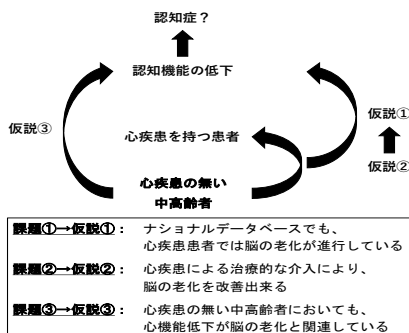 認知症？
認知機能の低下
仮説①
仮説③
心疾患を持つ患者
仮説②
心疾患の無い
中高齢者
課題①→仮説①： ナショナルデータベースでも、
心疾患患者では脳の老化が進行している
課題②→仮説②： 心疾患による治療的な介入により、
脳の老化を改善出来る
課題③→仮説③： 心疾患の無い中高齢者においても、
心機能低下が脳の老化と関連している